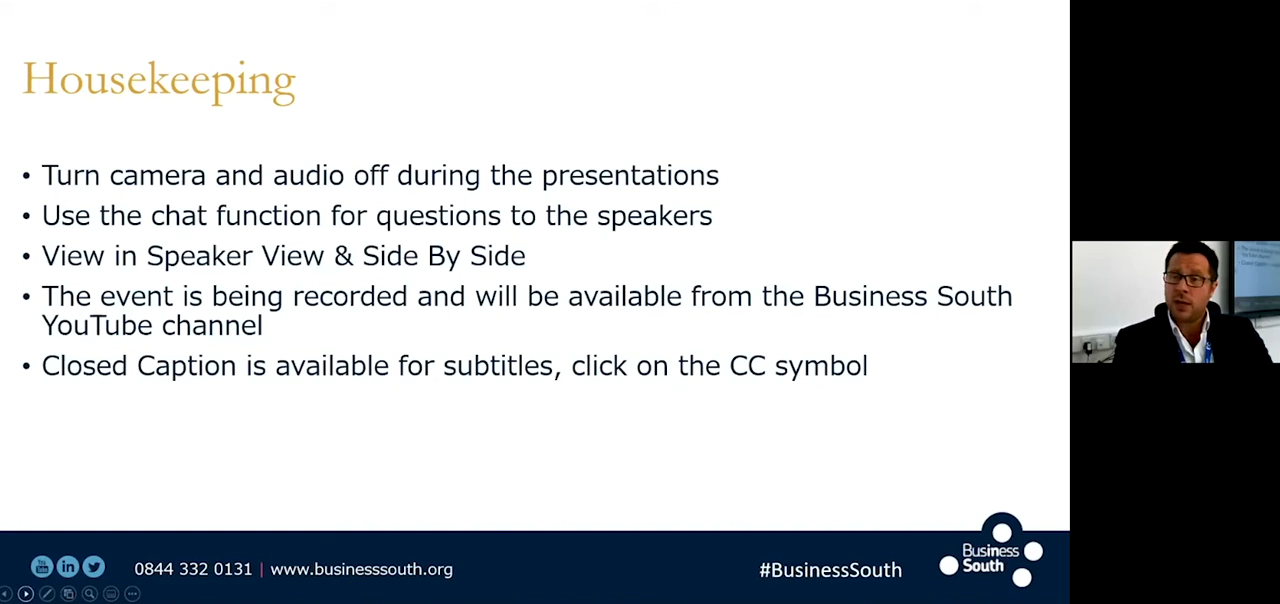 Housekeeping
• Turn camera and audio off during the presentations
• Use the chat function for questions to the speakers
• View in Speaker View & Side By Side
• The event is being recorded and will be available from the Business South
YouTube channel
• Closed Caption is available for subtitles, click on the CC symbol
0844 332 0131 | www.businesssouth.org
#BusinessSouth
Business
South